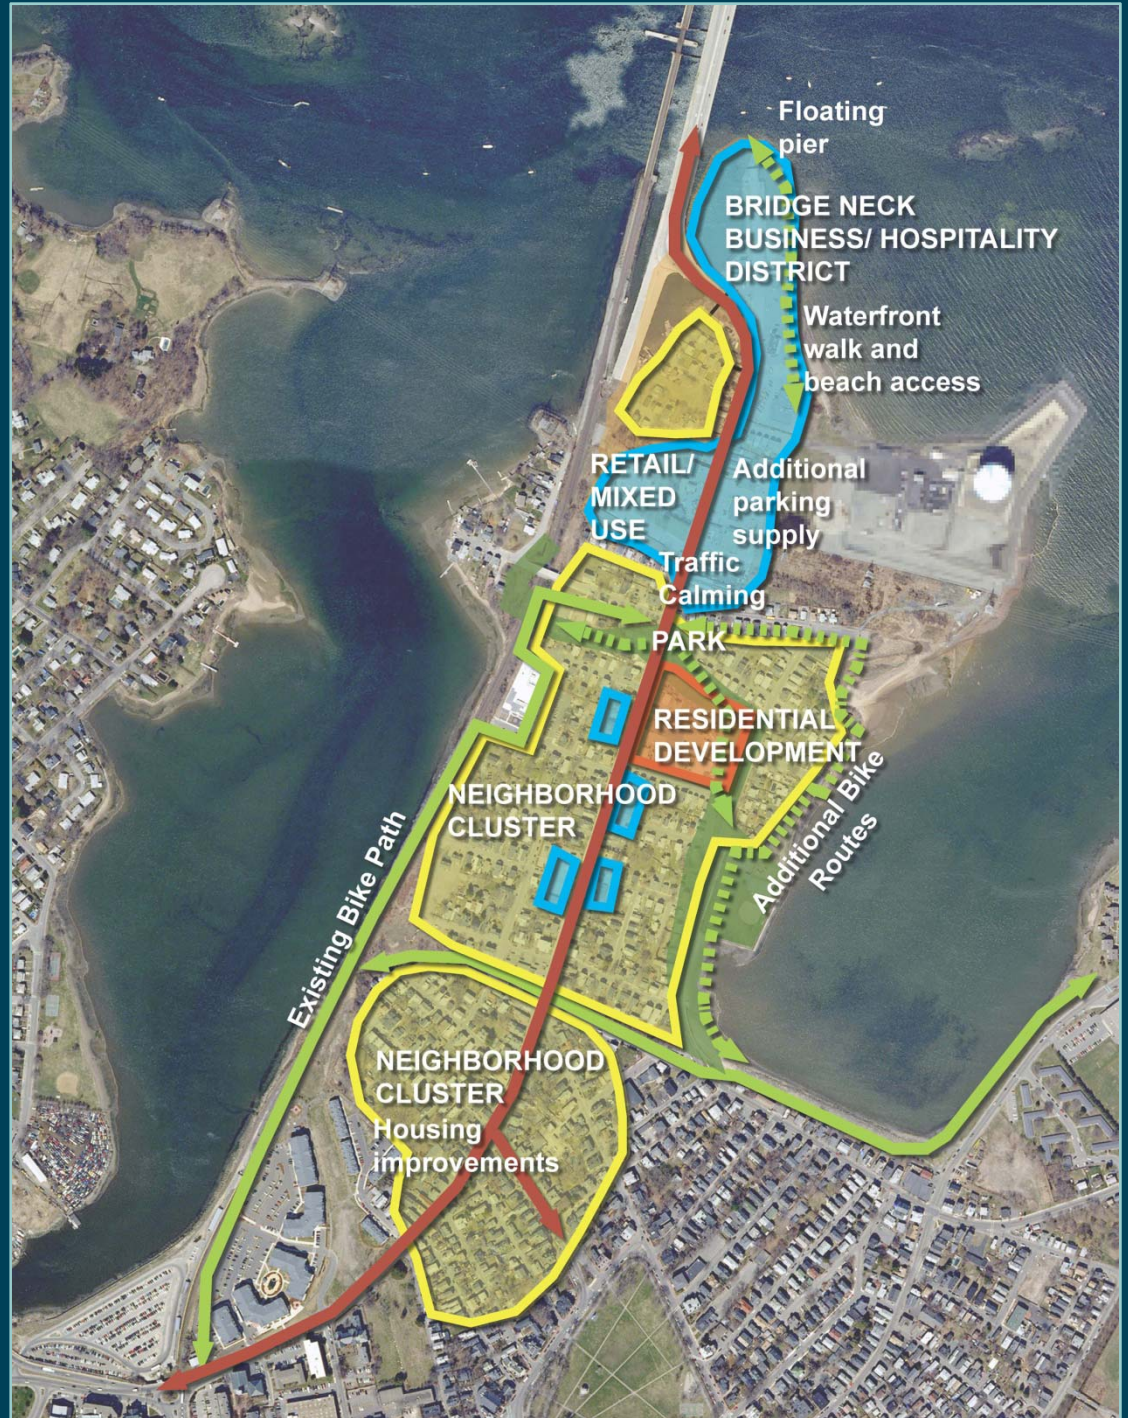 Floating
pier
BRIDGE NECK
BUSINESS/ HOSPITALITY
DISTRICT
Waterfront
walk and
beach access
RETAIL/
MIXED
USE
Additional
parking
supply
Traffic
Calming
PARK
RESIDENTIAL
DEVELOPMENT
NEIGHBORHOOD
CLUSTER
Additional Bike
Routes
Existing Bike Path
NEIGHBORHOOD
CLUSTER
Housing
improvements